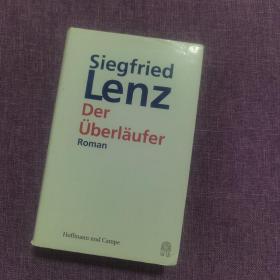 Siegfried
Lenz
Der
Überläufer
Roman
Hoffmann und Campe